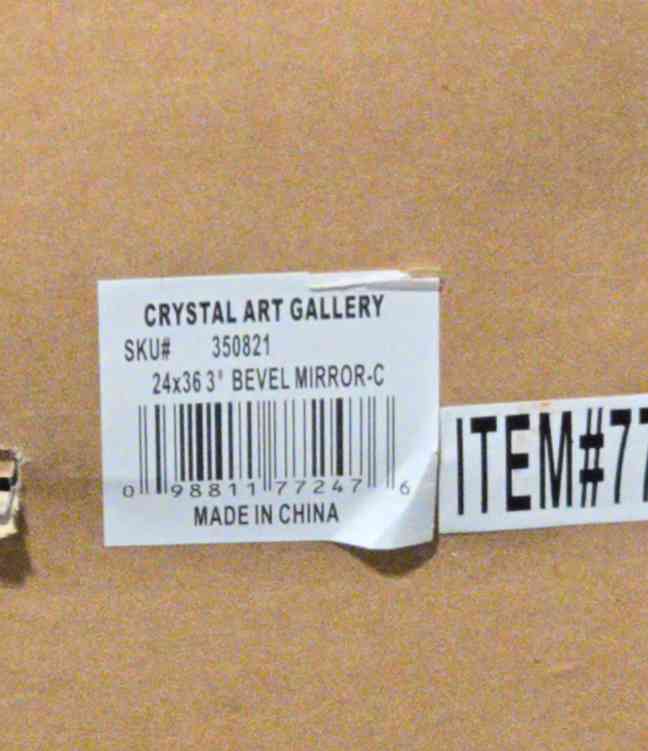 CRYSTAL ART GALLERY
SKU# 350821
24x36 3" BEVEL MIRROR-C
0 98811 77247 6
MADE IN CHINA
ITEM#77